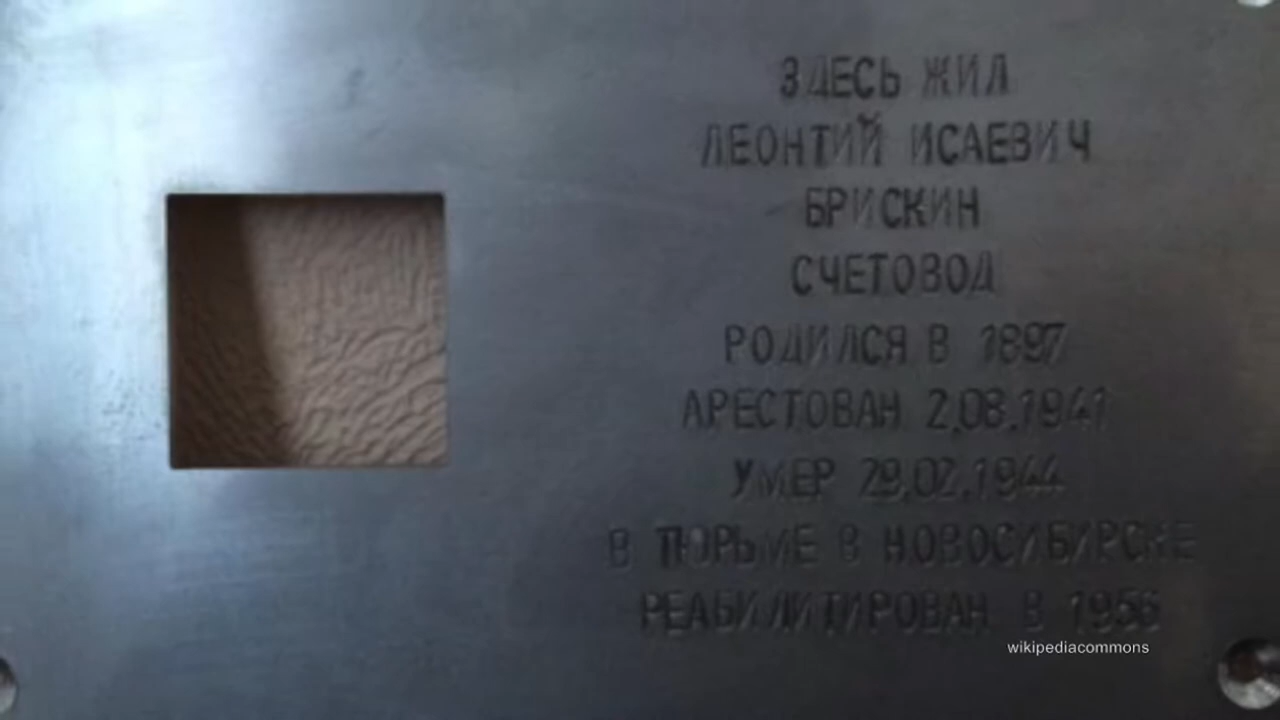 ЗДЕСЬ ЖИЛ
ЛЕОНТИЙ ИСАЕВИЧ
БРИСКИН
СЧЕТОВОД
РОДИЛСЯ В 1897
АРЕСТОВАН 2.08.1941
УМЕР 29.02.1944
В ТЮРЬМЕ В НОВОСИБИРСКЕ
РЕАБИЛИТИРОВАН В 1956
wikipediacommons